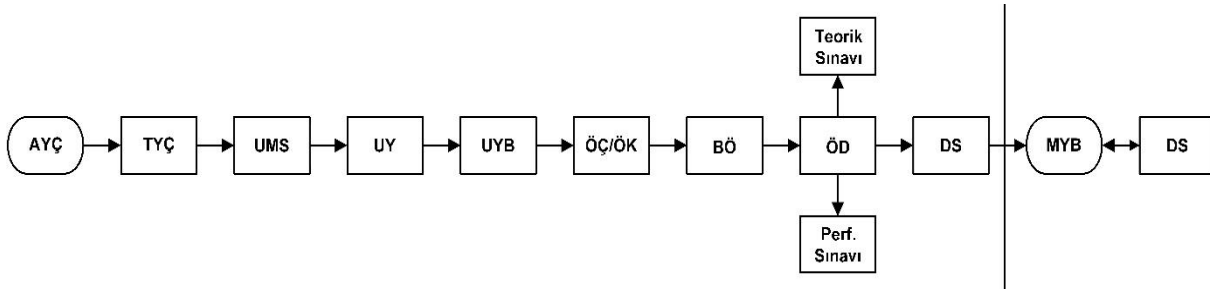 Teorik
Sınavı
AYÇ
TYÇ
UMS
UY
UYB
ÖÇ/ÖK
BÖ
ÖD
DS
MYB
DS
Perf.
Sınavı